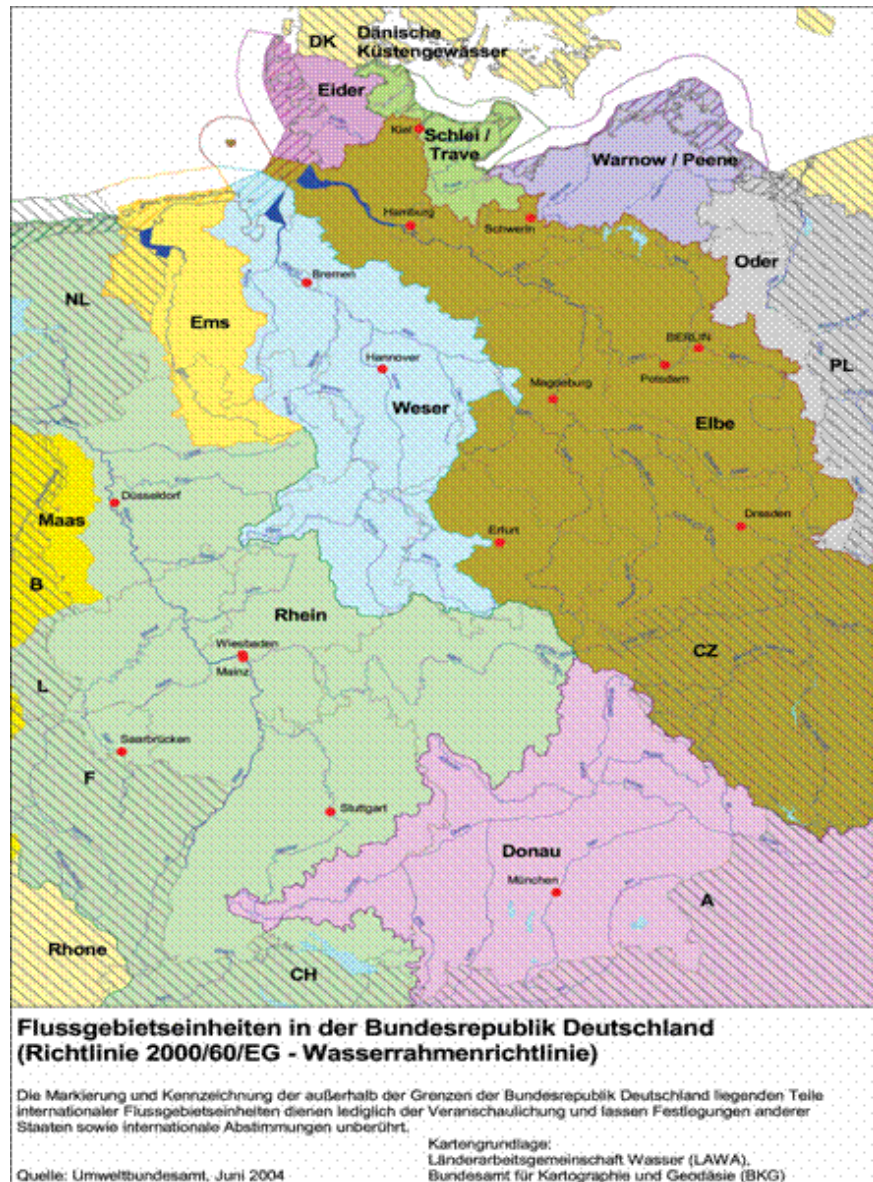 DK
Dänische
Küstengewässer
Eider
Kiel
Schlei /
Trave
Warnow / Peene
Hamburg
Schwerin
Oder
NL
Bremen
Ems
BERLIN
Hannover
PL
Potsdam
Magdeburg
Weser
Elbe
Düsseldorf
Maas
Dresden
Erfurt
B
Rhein
Wiesbaden
CZ
Mainz
L
Saarbrücken
F
Stuttgart
Donau
München
A
Rhone
CH
Flussgebietseinheiten in der Bundesrepublik Deutschland
(Richtlinie 2000/60/EG - Wasserrahmenrichtlinie)
Die Markierung und Kennzeichnung der außerhalb der Grenzen der Bundesrepublik Deutschland liegenden Teile
internationaler Flussgebietseinheiten dienen lediglich der Veranschaulichung und lassen Festlegungen anderer
Staaten sowie internationale Abstimmungen unberührt.
Kartengrundlage:
Länderarbeitsgemeinschaft Wasser (LAWA),
Quelle: Umweltbundesamt, Juni 2004
Bundesamt für Kartographie und Geodäsie (BKG)